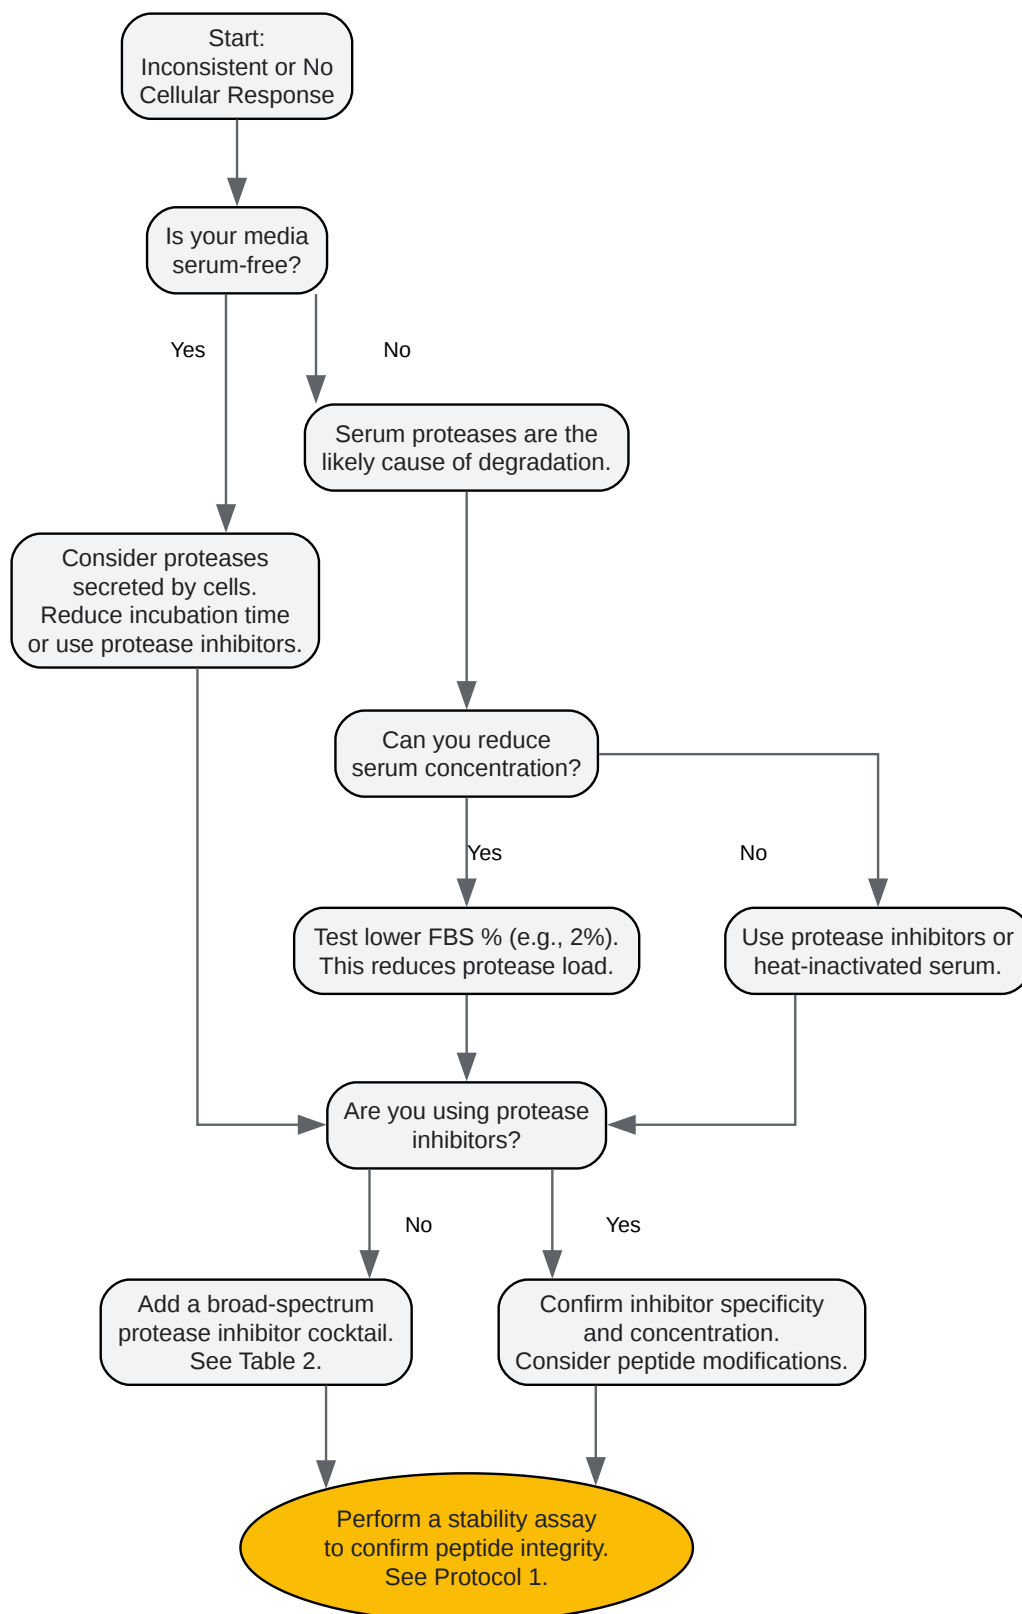 Start:
Inconsistent or No
Cellular Response
Is your media
serum-free?
Yes
No
Serum proteases are the
likely cause of degradation.
Consider proteases
secreted by cells.
Reduce incubation time
or use protease inhibitors.
Can you reduce
serum concentration?
Yes
No
Test lower FBS % (e.g., 2%).
This reduces protease load.
Use protease inhibitors or
heat-inactivated serum.
Are you using protease
inhibitors?
No
Yes
Add a broad-spectrum
protease inhibitor cocktail.
See Table 2.
Confirm inhibitor specificity
and concentration.
Consider peptide modifications.
Perform a stability assay
to confirm peptide integrity.
See Protocol 1.